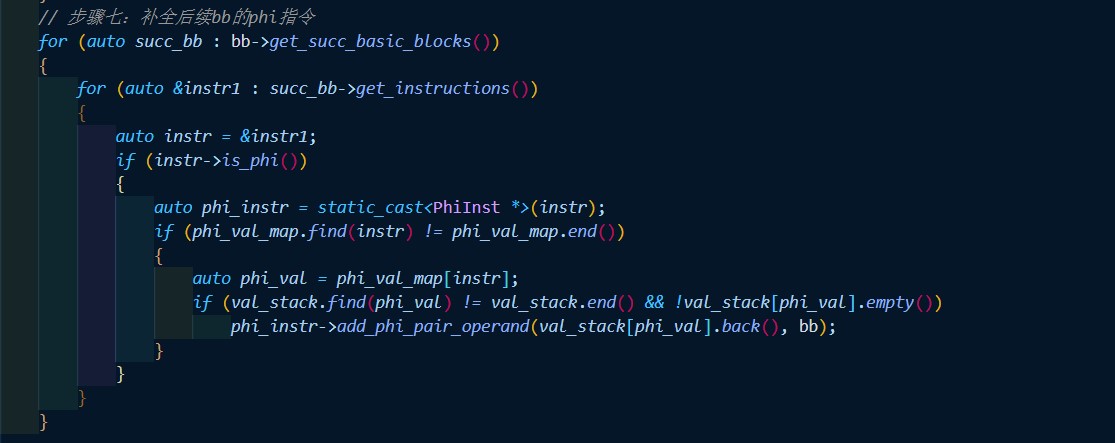 // 步骤七：补全后续bb的phi指令
for (auto succ_bb : bb->get_succ_basic_blocks())
{
for (auto &instr1 : succ_bb->get_instructions())
{
auto instr = &instr1;
if (instr->is_phi())
{
auto phi_instr = static_cast<PhiInst *>(instr);
if (phi_val_map.find(instr) != phi_val_map.end())
{
auto phi_val = phi_val_map[instr];
if (val_stack.find(phi_val) != val_stack.end() && !val_stack[phi_val].empty())
phi_instr->add_phi_pair_operand(val_stack[phi_val].back(), bb);
}
}
}
}